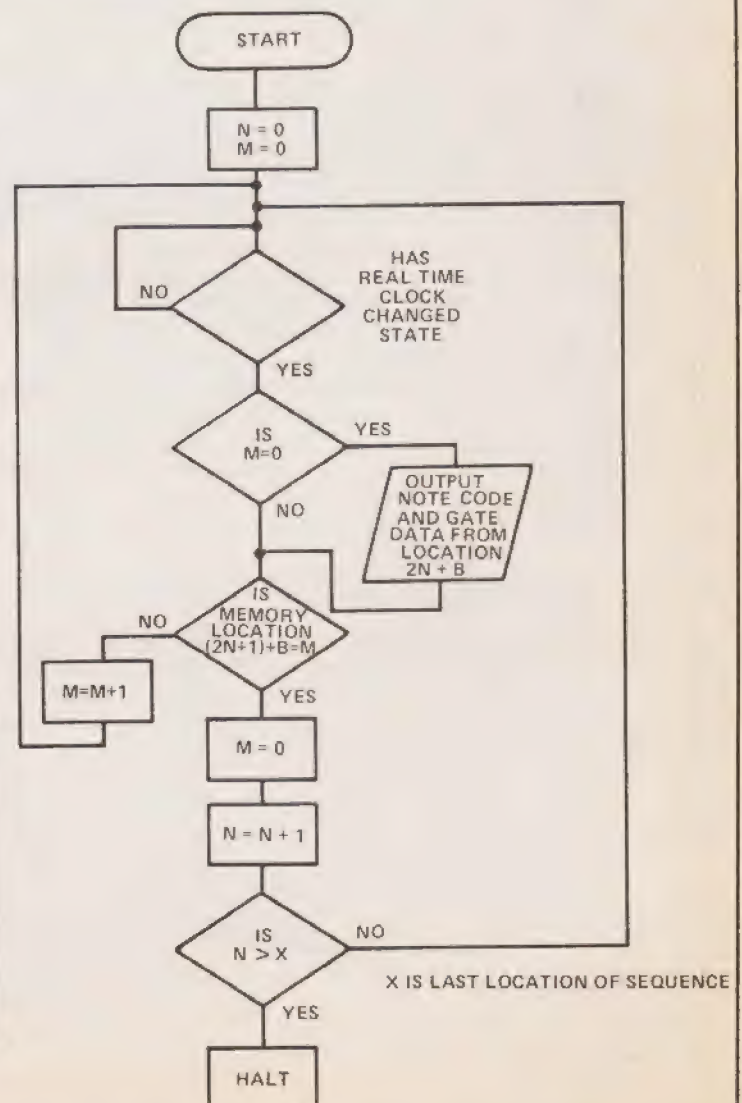 START
N = 0
M = 0
HAS
REAL TIME
CLOCK
CHANGED
STATE
NO
YES
IS
M=0
YES
NO
OUTPUT
NOTE CODE
AND GATE
DATA FROM
LOCATION
2N + B
IS
MEMORY
LOCATION
(2N+1)+B=M
NO
YES
M=M+1
M = 0
N = N + 1
IS
N > X
NO
X IS LAST LOCATION OF SEQUENCE
YES
HALT